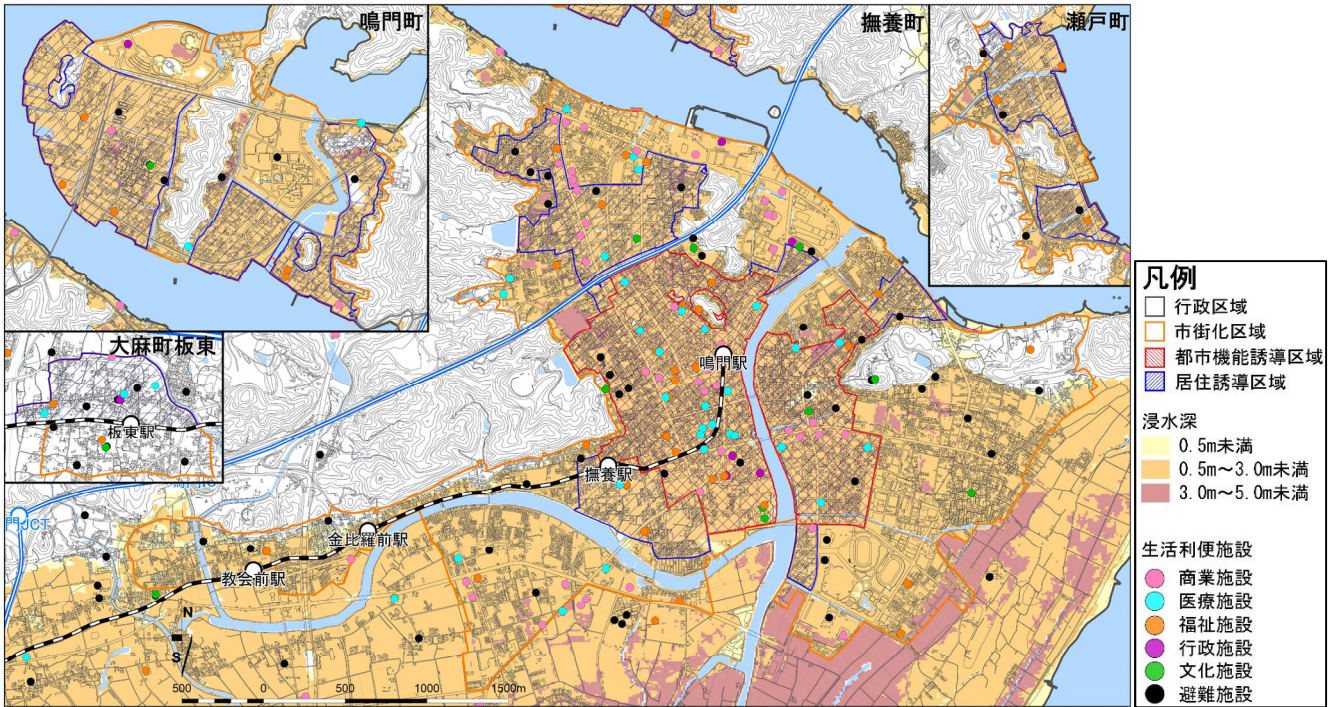 鳴門町
撫養町
瀬戸町
大麻町板東
板東駅
鳴門駅
撫養駅
金比羅前駅
教会前駅
門JCT
N
S
500 0 500 1000 1500m
凡例
行政区域
市街化区域
都市機能誘導区域
居住誘導区域
浸水深
0.5m未満
0.5m～3.0m未満
3.0m～5.0m未満
生活利便施設
商業施設
医療施設
福祉施設
行政施設
文化施設
避難施設